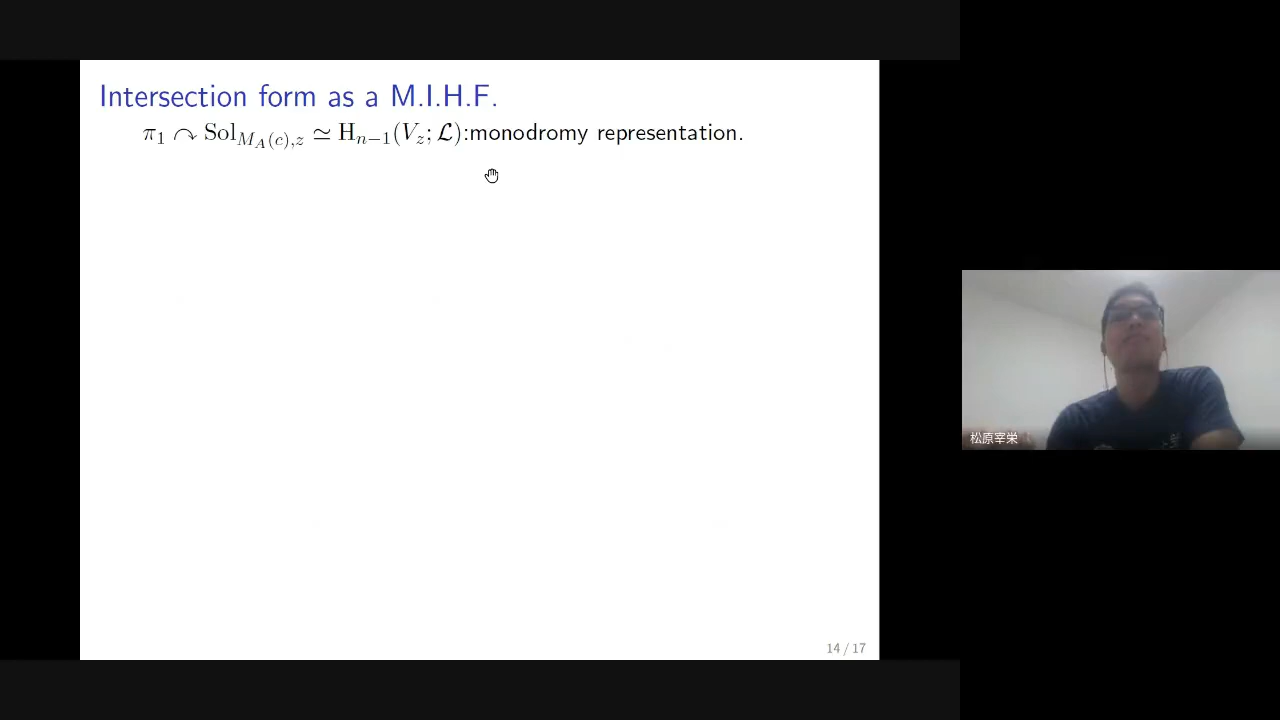 Intersection form as a M.I.H.F.
π₁ ↷ Sol_{M_A(c),z} ≃ H_{n−1}(V_z; ℒ):monodromy representation.
松原宰栄
14 / 17